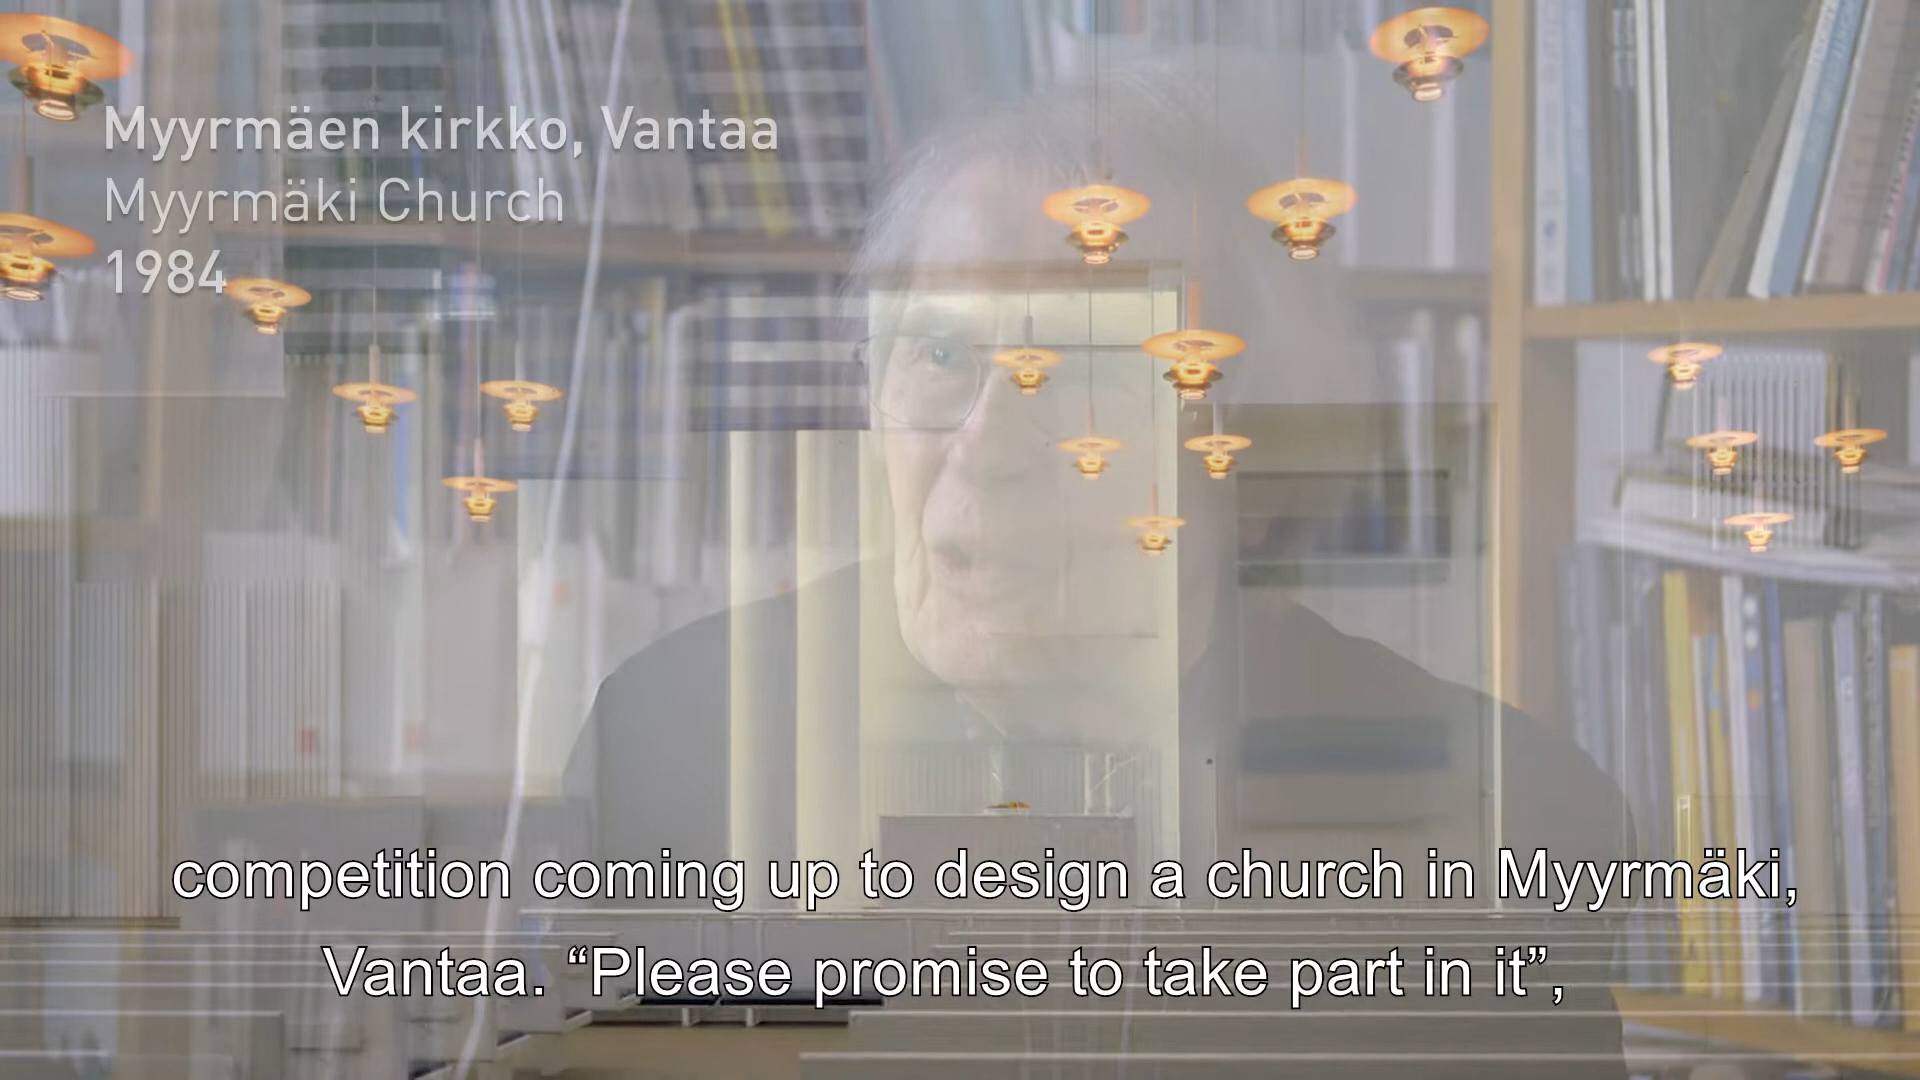 Myyrmäen kirkko, Vantaa
Myyrmäki Church
1984
competition coming up to design a church in Myyrmäki,
Vantaa. “Please promise to take part in it”,